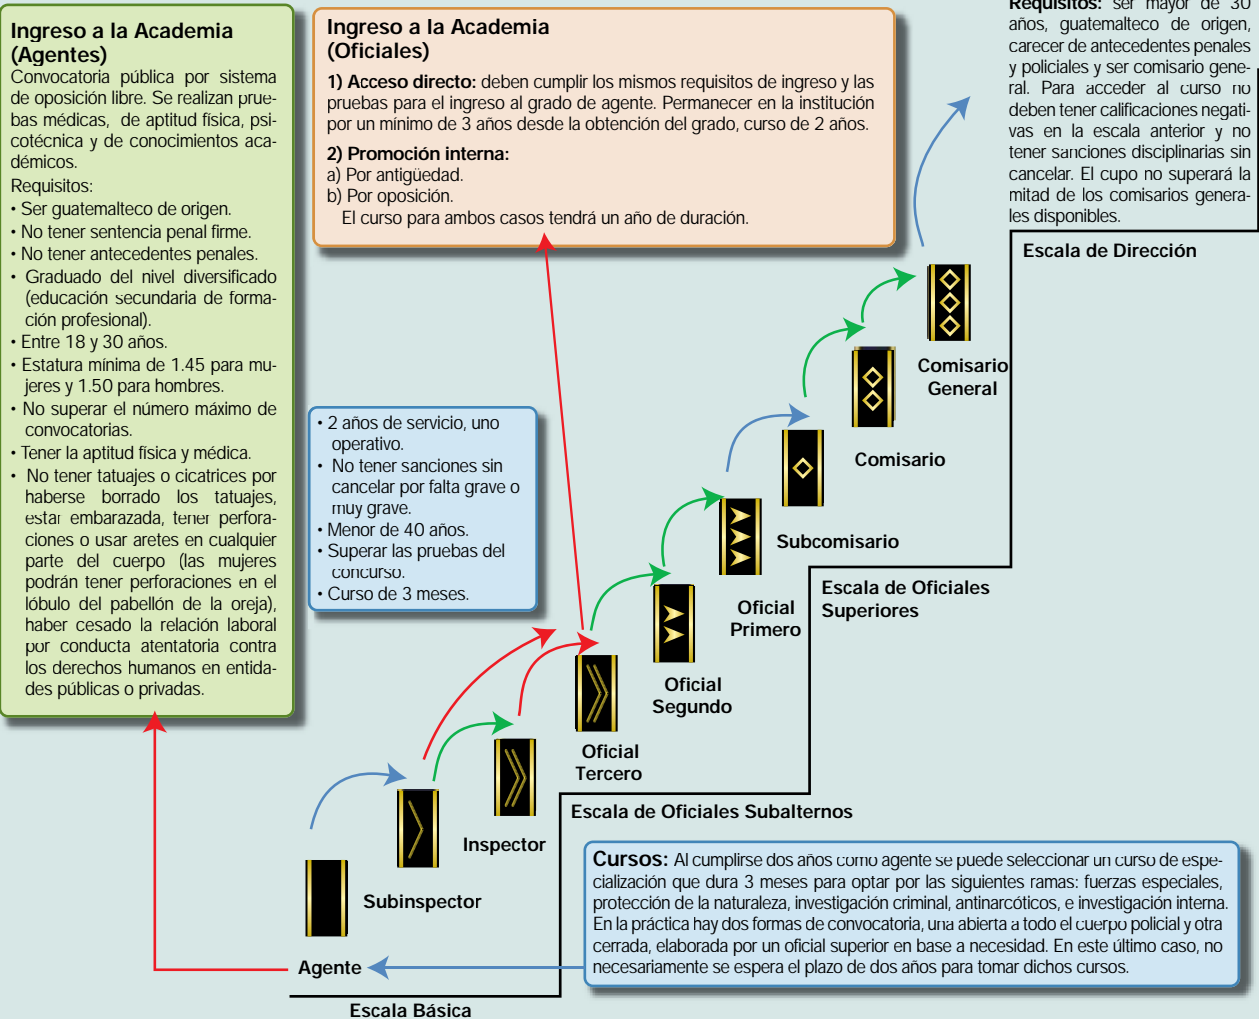 Ingreso a la Academia
(Agentes)
Convocatoria pública por sistema
de oposición libre. Se realizan prue-
bas médicas, de aptitud física, psi-
cotécnica y de conocimientos aca-
démicos.
Requisitos:
• Ser guatemalteco de origen.
• No tener sentencia penal firme.
• No tener antecedentes penales.
• Graduado del nivel diversificado
(educación secundaria de forma-
ción profesional).
• Entre 18 y 30 años.
• Estatura mínima de 1.45 para mu-
jeres y 1.50 para hombres.
• No superar el número máximo de
convocatorias.
• Tener la aptitud física y médica.
• No tener tatuajes o cicatrices por
haberse borrado los tatuajes,
estar embarazada, tener perfora-
ciones o usar aretes en cualquier
parte del cuerpo (las mujeres
podrán tener perforaciones en el
lóbulo del pabellón de la oreja),
haber cesado la relación laboral
por conducta atentatoria contra
los derechos humanos en entida-
des públicas o privadas.
Ingreso a la Academia
(Oficiales)
1) Acceso directo: deben cumplir los mismos requisitos de ingreso y las
pruebas para el ingreso al grado de agente. Permanecer en la institución
por un mínimo de 3 años desde la obtención del grado, curso de 2 años.
2) Promoción interna:
a) Por antigüedad.
b) Por oposición.
El curso para ambos casos tendrá un año de duración.
Requisitos: ser mayor de 30
años, guatemalteco de origen,
carecer de antecedentes penales
y policiales y ser comisario gene-
ral. Para acceder al curso no
deben tener calificaciones negati-
vas en la escala anterior y no
tener sanciones disciplinarias sin
cancelar. El cupo no superará la
mitad de los comisarios genera-
les disponibles.
Escala de Dirección
Comisario
General
Comisario
Subcomisario
Escala de Oficiales
Superiores
• 2 años de servicio, uno
operativo.
• No tener sanciones sin
cancelar por falta grave o
muy grave.
• Menor de 40 años.
• Superar las pruebas del
concurso.
• Curso de 3 meses.
Oficial
Primero
Oficial
Segundo
Oficial
Tercero
Escala de Oficiales Subalternos
Inspector
Subinspector
Agente
Escala Básica
Cursos: Al cumplirse dos años como agente se puede seleccionar un curso de espe-
cialización que dura 3 meses para optar por las siguientes ramas: fuerzas especiales,
protección de la naturaleza, investigación criminal, antinarcóticos, e investigación interna.
En la práctica hay dos formas de convocatoria, una abierta a todo el cuerpo policial y otra
cerrada, elaborada por un oficial superior en base a necesidad. En este último caso, no
necesariamente se espera el plazo de dos años para tomar dichos cursos.